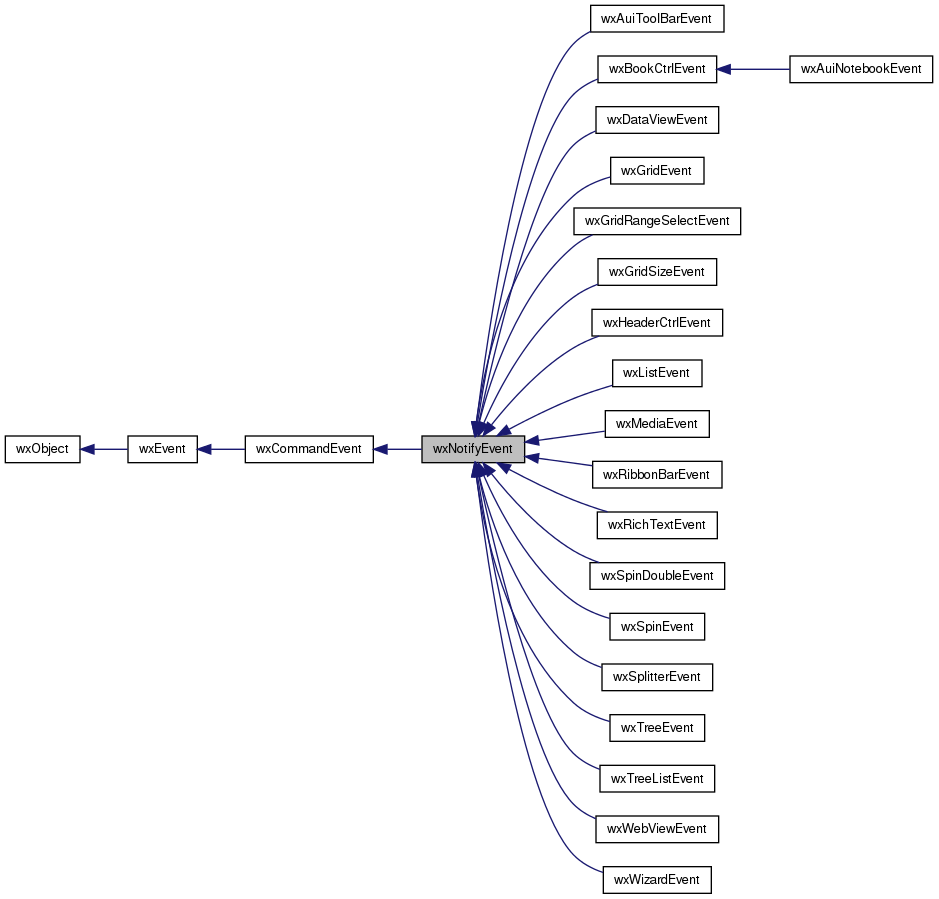 wxAuiToolBarEvent
wxBookCtrlEvent
wxAuiNotebookEvent
wxDataViewEvent
wxGridEvent
wxGridRangeSelectEvent
wxGridSizeEvent
wxHeaderCtrlEvent
wxListEvent
wxMediaEvent
wxObject
wxEvent
wxCommandEvent
wxNotifyEvent
wxRibbonBarEvent
wxRichTextEvent
wxSpinDoubleEvent
wxSpinEvent
wxSplitterEvent
wxTreeEvent
wxTreeListEvent
wxWebViewEvent
wxWizardEvent